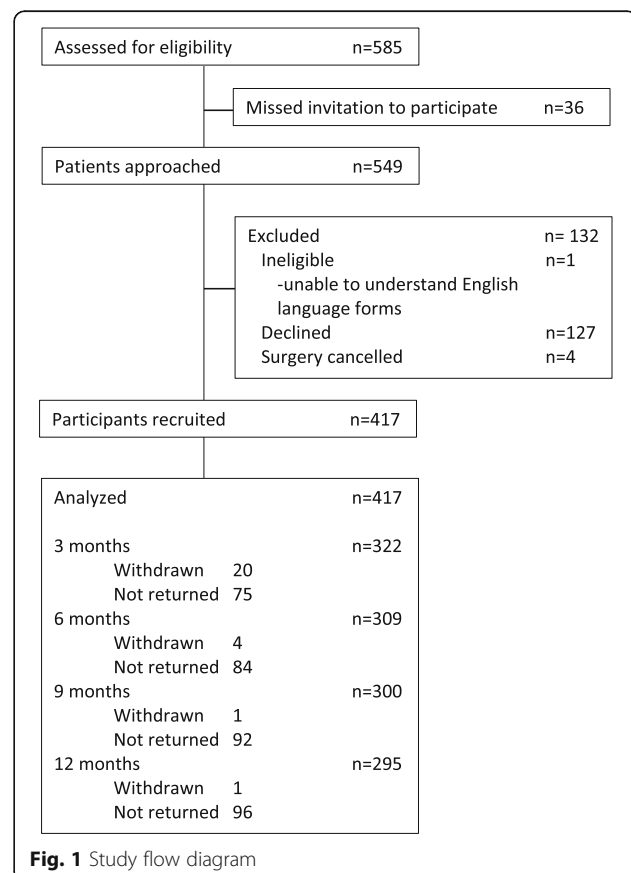 Assessed for eligibility n=585
Missed invitation to participate n=36
Patients approached n=549
Excluded n= 132
Ineligible n=1
-unable to understand English
language forms
Declined n=127
Surgery cancelled n=4
Participants recruited n=417
Analyzed n=417
3 months n=322
Withdrawn 20
Not returned 75
6 months n=309
Withdrawn 4
Not returned 84
9 months n=300
Withdrawn 1
Not returned 92
12 months n=295
Withdrawn 1
Not returned 96
Fig. 1 Study flow diagram